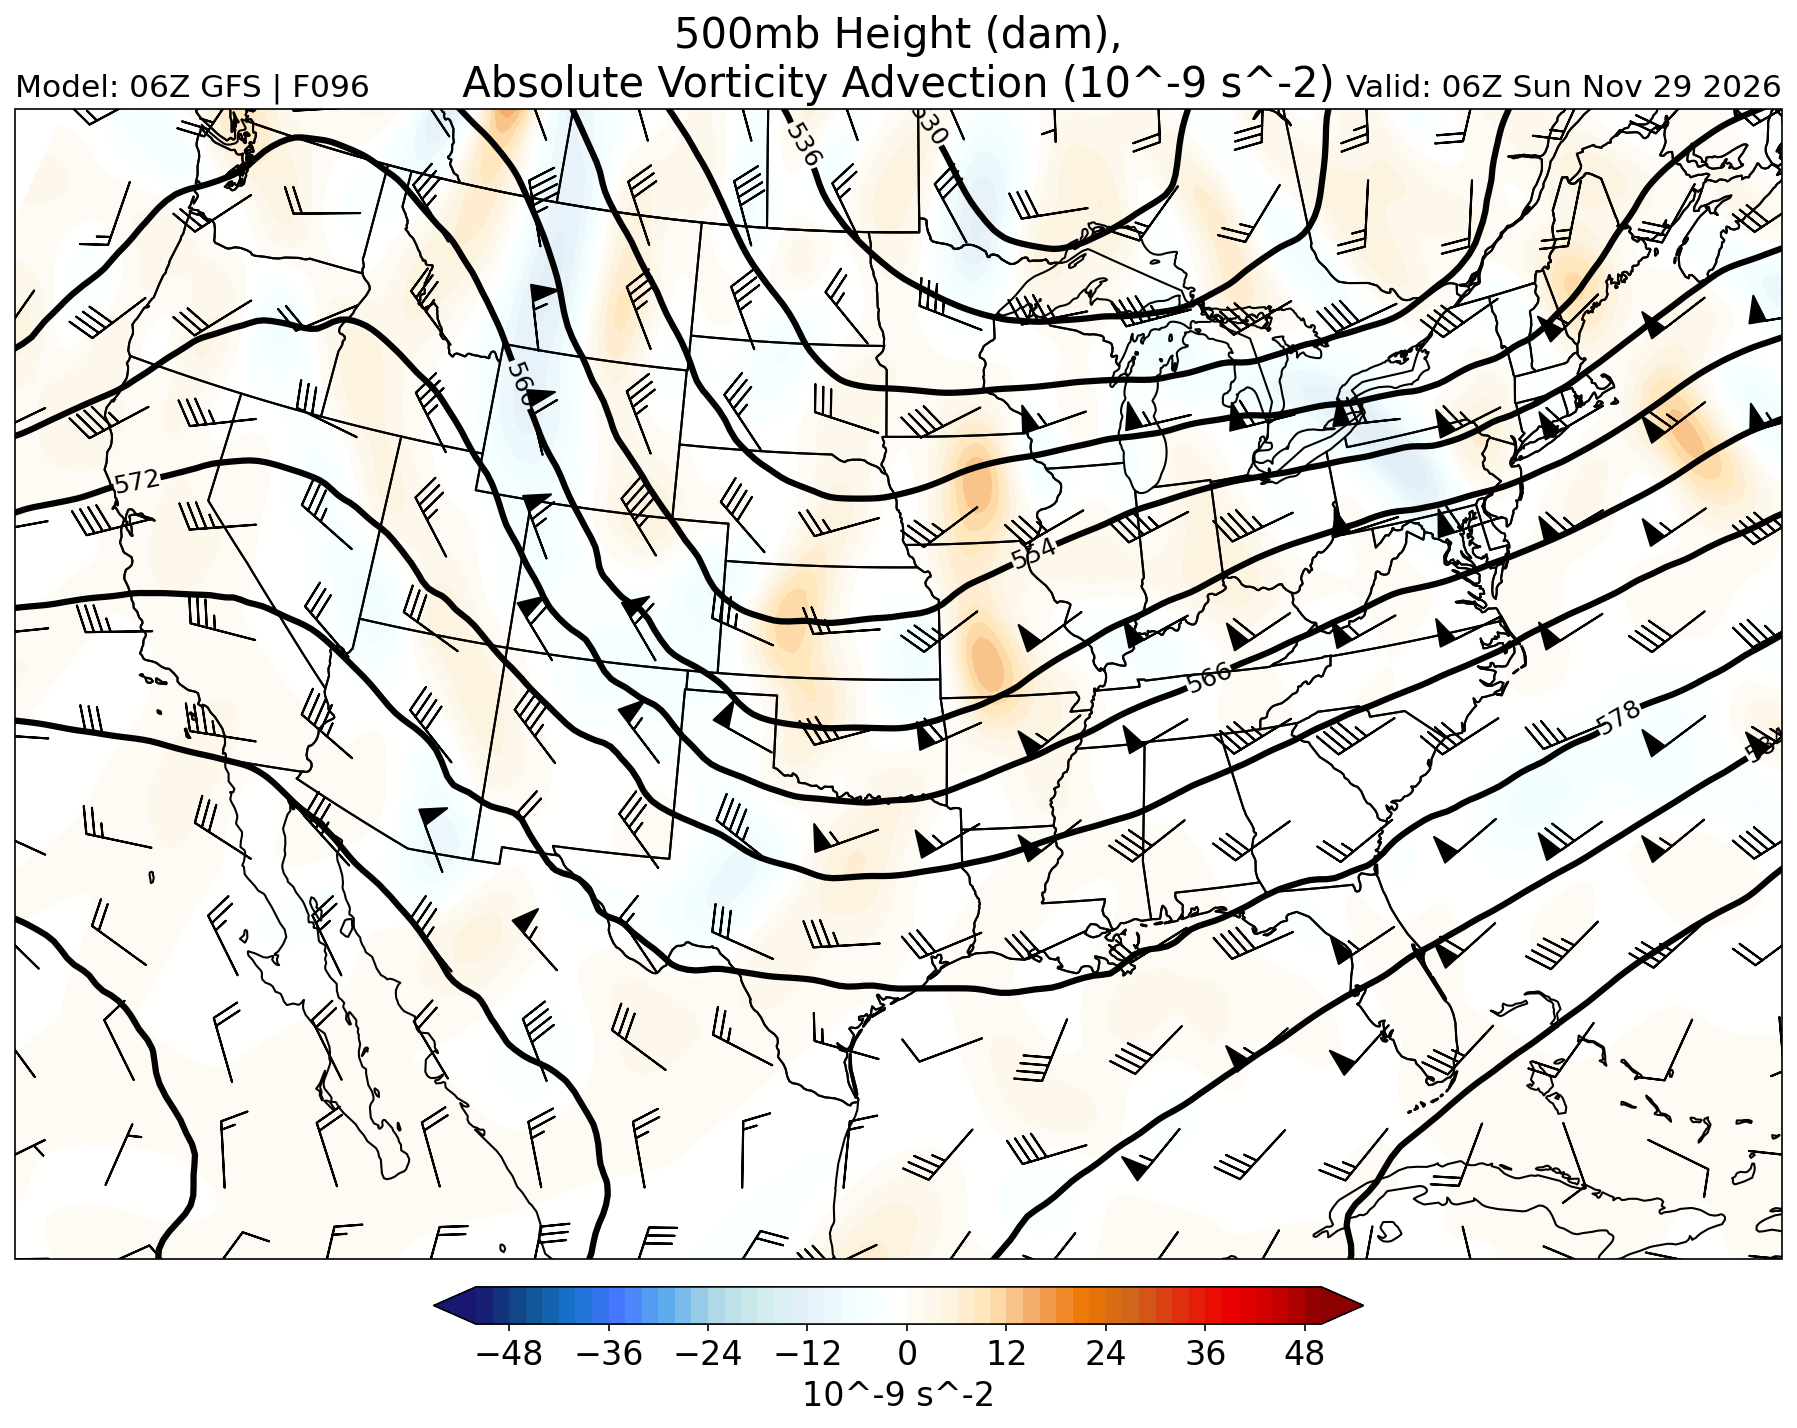 500mb Height (dam),
Model: 06Z GFS | F096
Absolute Vorticity Advection (10^-9 s^-2)
Valid: 06Z Sun Nov 29 2026
536
530
560
572
554
566
578
−48 −36 −24 −12 0 12 24 36 48
10^-9 s^-2